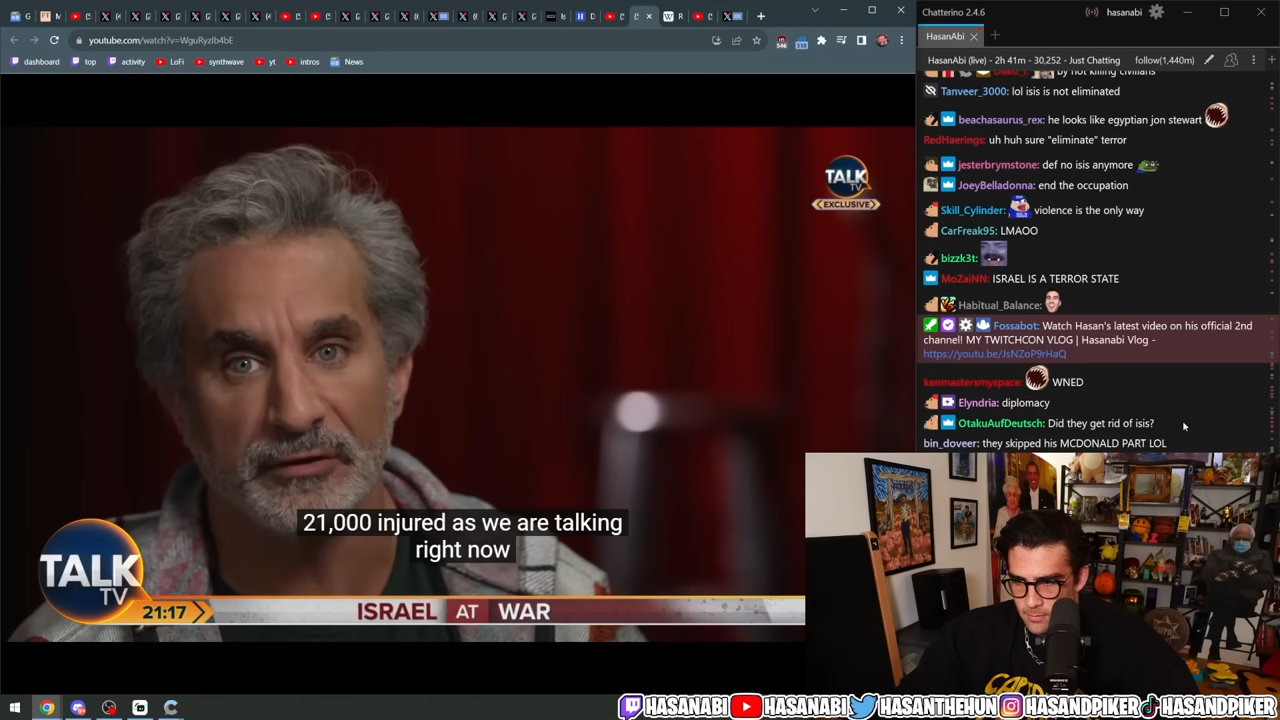 Chatterino 2.4.6
hasanabi
HasanAbi
youtube.com/watch?v=WguRyzIb4bE
dashboard
top
activity
LoFi
synthwave
yt
intros
News
HasanAbi (live) - 2h 41m - 30,252 - Just Chatting
follow(1,440m)
by not killing civilians
Tanveer_3000: lol isis is not eliminated
beachasaurus_rex: he looks like egyptian jon stewart
RedHaerings: uh huh sure "eliminate" terror
jesterbrymstone: def no isis anymore
JoeyBelladonna: end the occupation
Skill_Cylinder: violence is the only way
CarFreak95: LMAOO
bizzk3t:
MoZaiNN: ISRAEL IS A TERROR STATE
Habitual_Balance:
Fossabot: Watch Hasan's latest video on his official 2nd
channel! MY TWITCHCON VLOG | Hasanabi Vlog -
https://youtu.be/JsNZoP9rHaQ
kenmastersmyspace: WNED
Elyndria: diplomacy
OtakuAufDeutsch: Did they get rid of isis?
bin_doveer: they skipped his MCDONALD PART LOL
TALK
TV
EXCLUSIVE
21,000 injured as we are talking
right now
TALK
TV
21:17
ISRAEL AT WAR
HASANABI
HASANABI
HASANTHEHUN
HASANDPIKER
HASANDPIKER